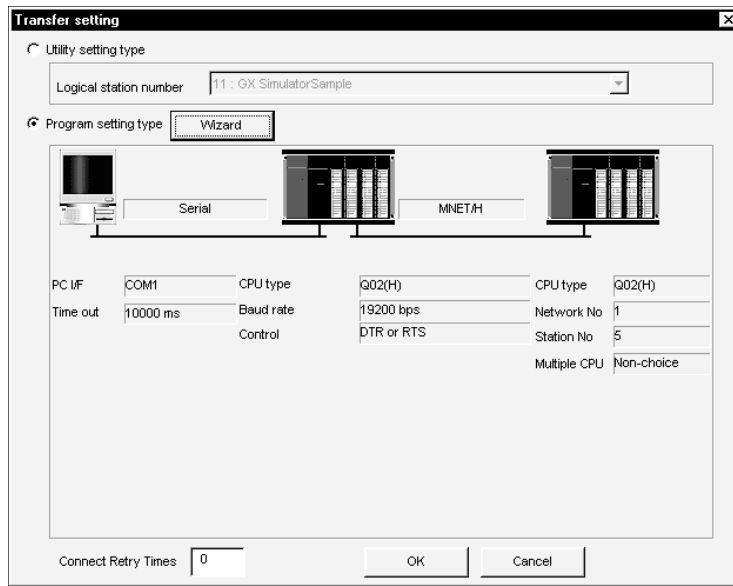 Transfer setting
Utility setting type
Logical station number 11 : GX SimulatorSample
Program setting type Wizard
Serial MNET/H
PC I/F COM1 CPU type Q02(H) CPU type Q02(H)
Time out 10000 ms Baud rate 19200 bps Network No 1
Control DTR or RTS Station No 5
Multiple CPU Non-choice
Connect Retry Times 0 OK Cancel